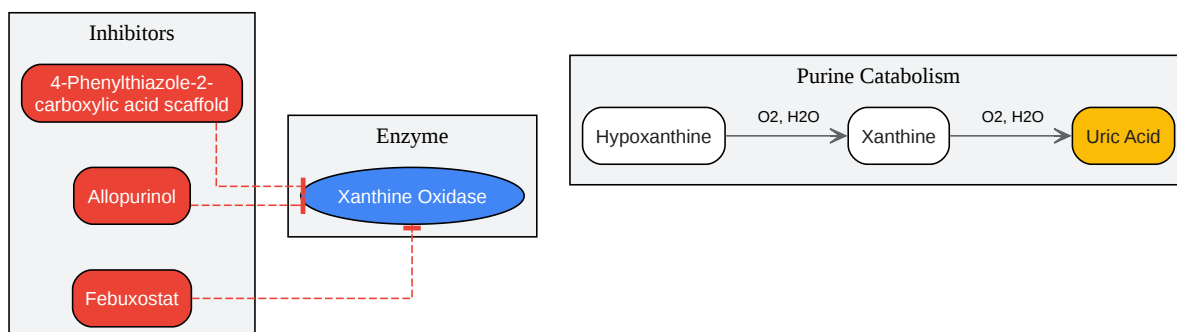 Inhibitors
4-Phenylthiazole-2-
carboxylic acid scaffold
Allopurinol
Febuxostat
Enzyme
Xanthine Oxidase
Purine Catabolism
Hypoxanthine
O2, H2O
Xanthine
O2, H2O
Uric Acid